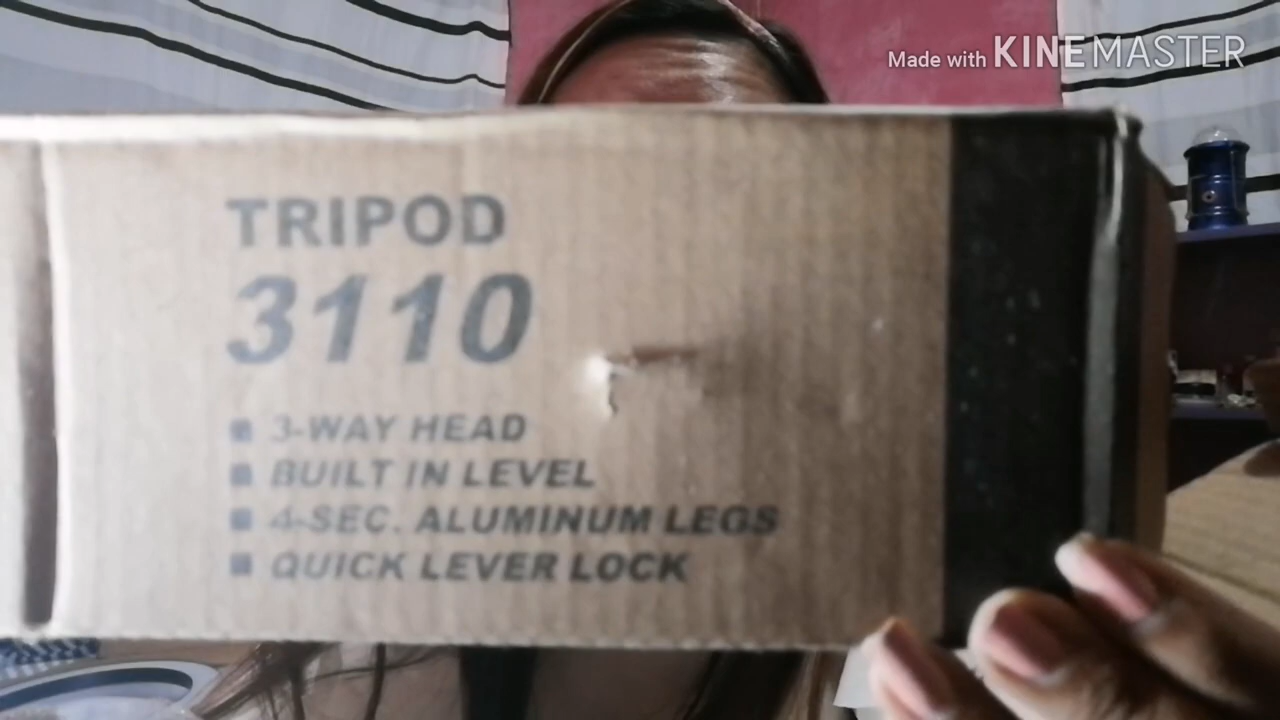 Made with KINEMASTER
TRIPOD
3110
3-WAY HEAD
BUILT IN LEVEL
4-SEC. ALUMINUM LEGS
QUICK LEVER LOCK